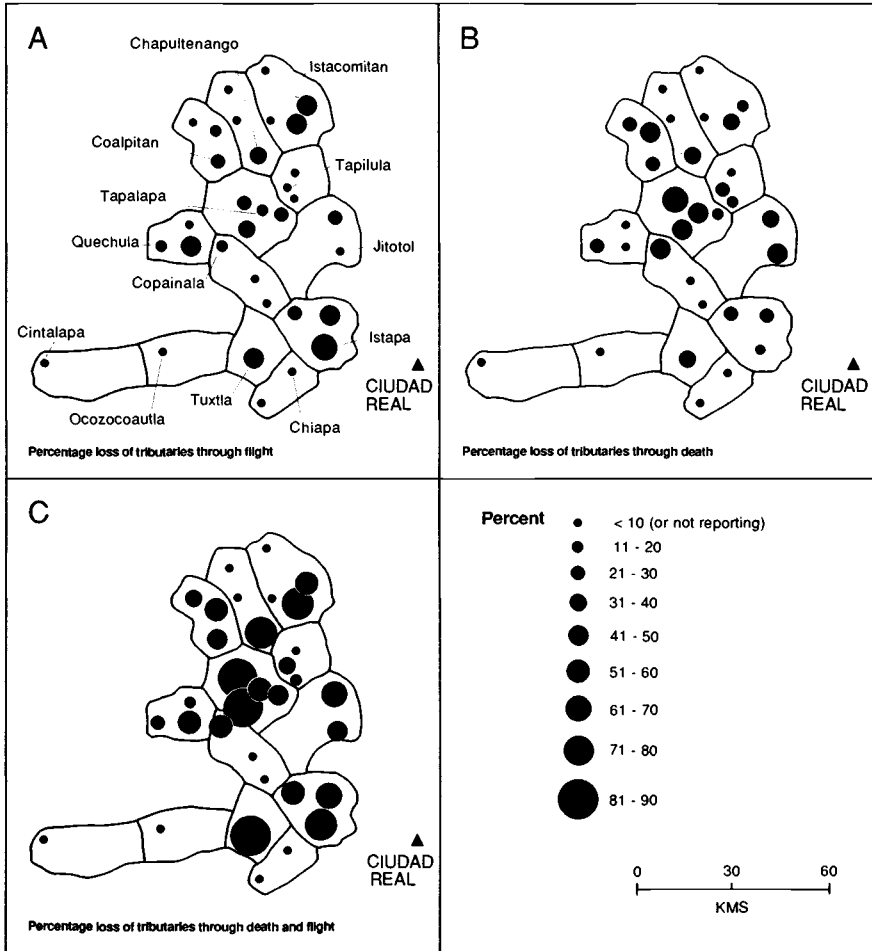 A
Chapultenango
Istacomitan
Coalpitan
Tapilula
Tapalapa
Quechula
Jitotol
Copainala
Cintalapa
Istapa
CIUDAD
REAL
Tuxtla
Ocozocoautla
Chiapa
Percentage loss of tributaries through flight
B
CIUDAD
REAL
Percentage loss of tributaries through death
C
CIUDAD
REAL
Percentage loss of tributaries through death and flight
Percent
< 10 (or not reporting)
11 - 20
21 - 30
31 - 40
41 - 50
51 - 60
61 - 70
71 - 80
81 - 90
0 30 60
KMS